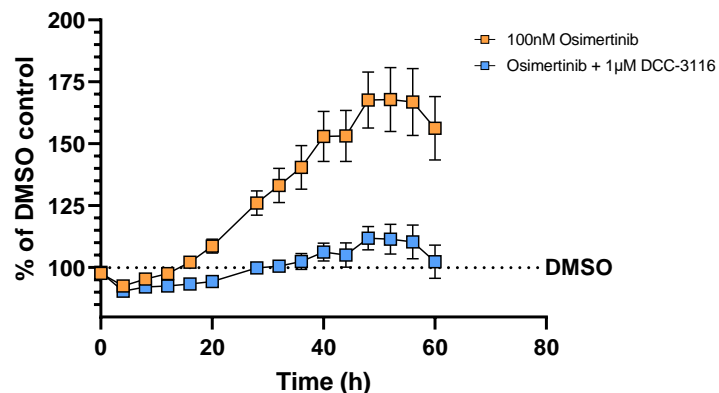 200
175
150
125
100
% of DMSO control
100nM Osimertinib
Osimertinib + 1µM DCC-3116
DMSO
0
20
40
60
80
Time (h)